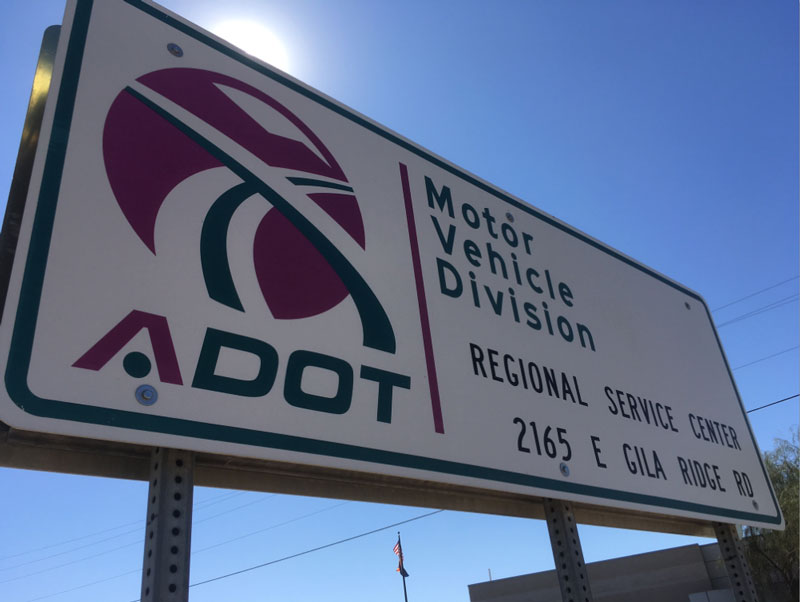 ADOT
Motor
Vehicle
Division
REGIONAL SERVICE CENTER
2165 E GILA RIDGE RD